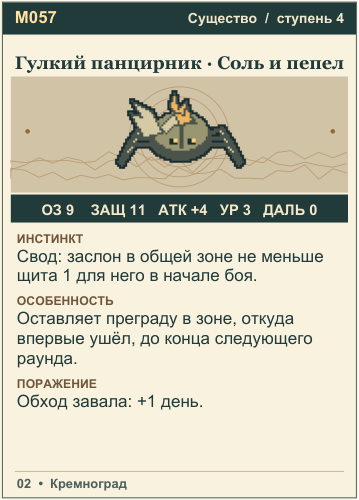 M057
Существо / ступень 4
Гулкий панцирник · Соль и пепел
ОЗ 9 ЗАЩ 11 АТК +4 УР 3 ДАЛЬ 0
ИНСТИНКТ
Свод: заслон в общей зоне не меньше
щита 1 для него в начале боя.
ОСОБЕННОСТЬ
Оставляет преграду в зоне, откуда
впервые ушёл, до конца следующего
раунда.
ПОРАЖЕНИЕ
Обход завала: +1 день.
02 • Кремноград